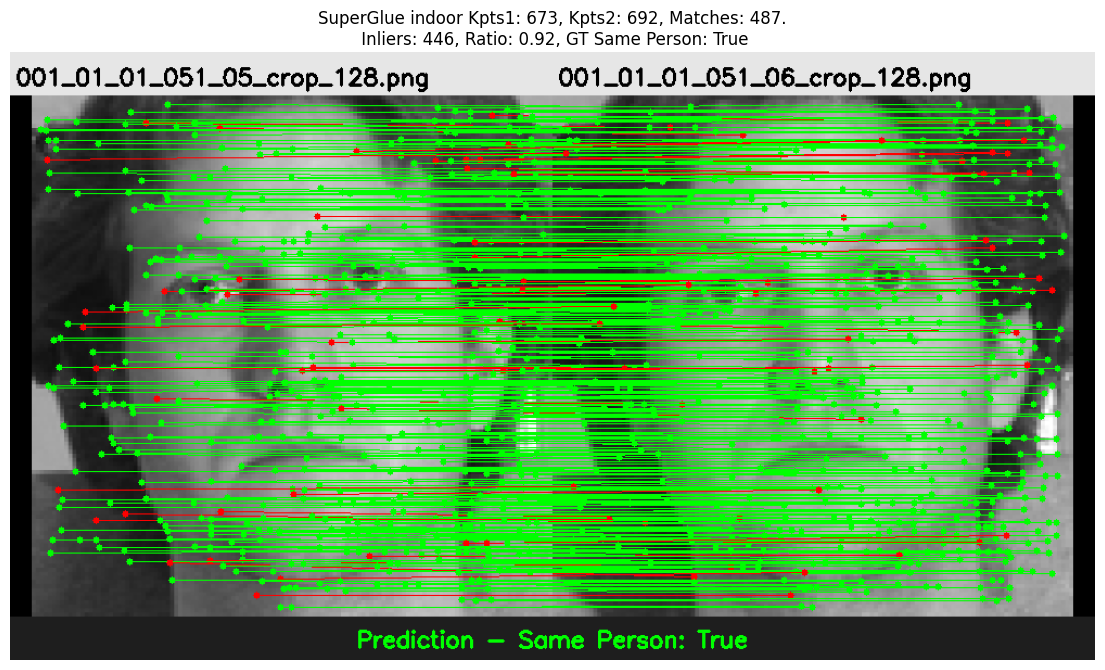 SuperGlue indoor Kpts1: 673, Kpts2: 692, Matches: 487.
Inliers: 446, Ratio: 0.92, GT Same Person: True
001_01_01_051_05_crop_128.png
001_01_01_051_06_crop_128.png
Prediction - Same Person: True